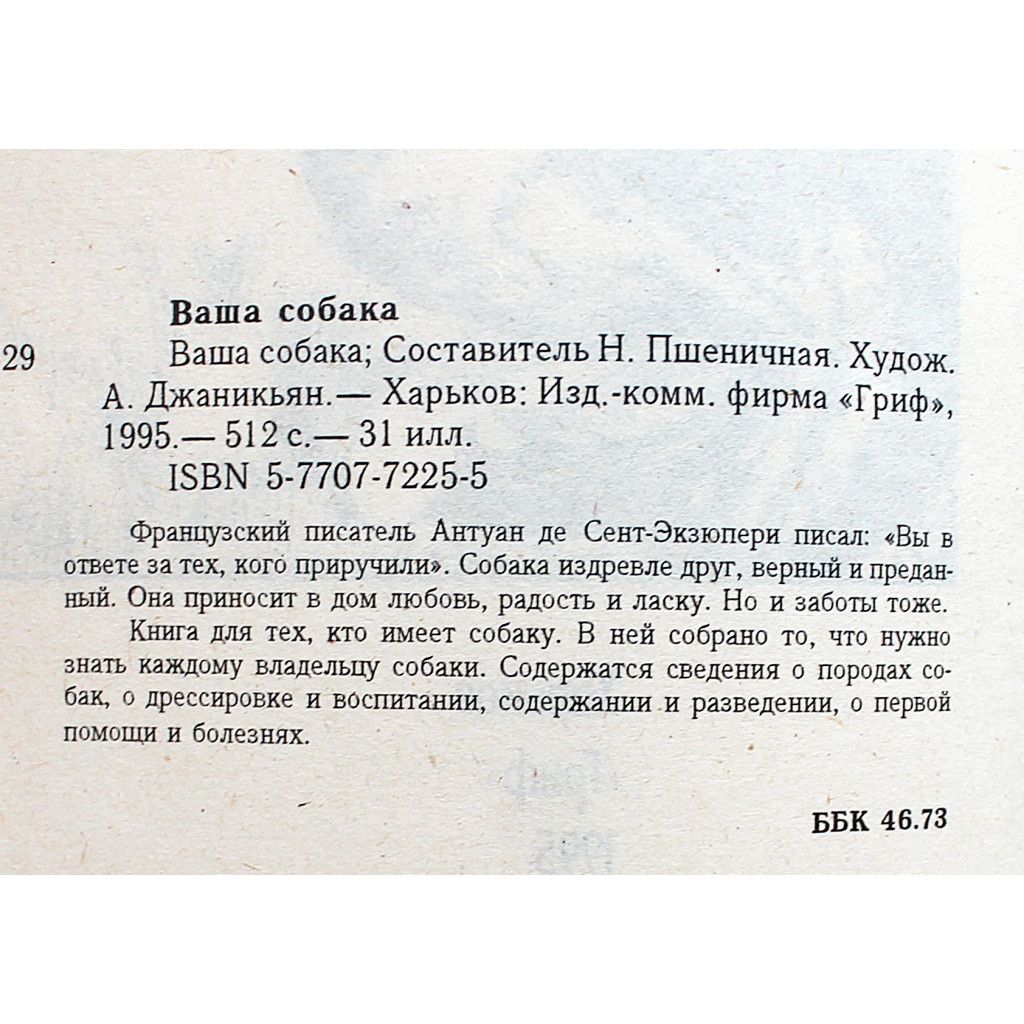 Ваша собака
29 Ваша собака; Составитель Н. Пшеничная. Худож.
А. Джаникьян.— Харьков: Изд.-комм. фирма «Гриф»,
1995.— 512 с.— 31 илл.
ISBN 5-7707-7225-5
Французский писатель Антуан де Сент-Экзюпери писал: «Вы в
ответе за тех, кого приручили». Собака издревле друг, верный и предан-
ный. Она приносит в дом любовь, радость и ласку. Но и заботы тоже.
Книга для тех, кто имеет собаку. В ней собрано то, что нужно
знать каждому владельцу собаки. Содержатся сведения о породах со-
бак, о дрессировке и воспитании, содержании и разведении, о первой
помощи и болезнях.
ББК 46.73